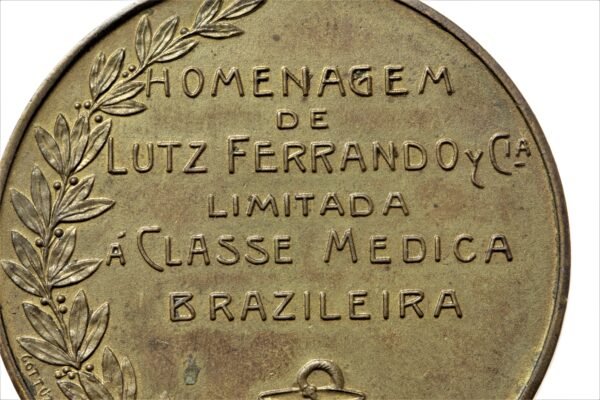 HOMENAGEM
DE
LUTZ FERRANDO Y CIA
LIMITADA
Á CLASSE MEDICA
BRAZILEIRA